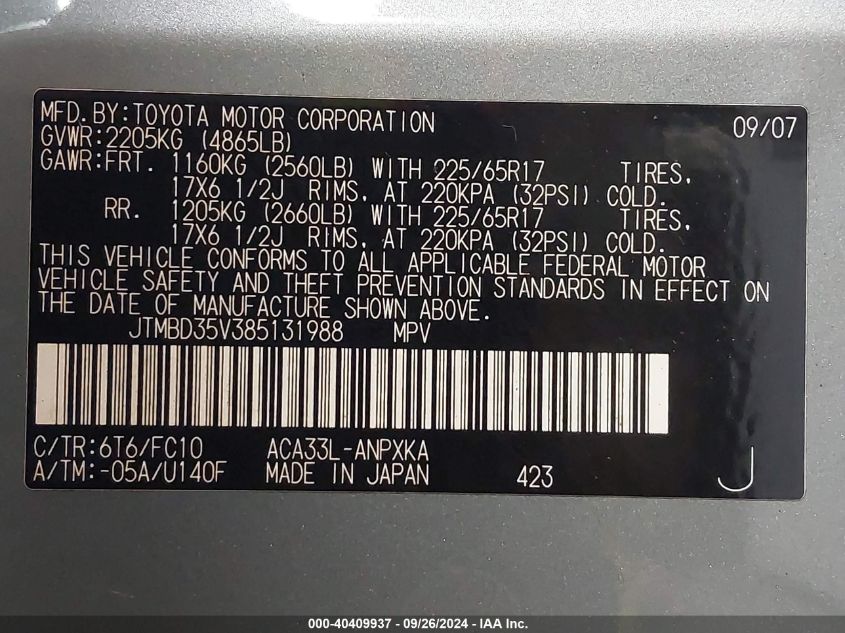 MFD. BY: TOYOTA MOTOR CORPORATION 09/07
GVWR: 2205KG (4865LB)
GAWR: FRT. 1160KG (2560LB) WITH 225/65R17 TIRES,
17X6 1/2J RIMS, AT 220KPA (32PSI) COLD.
RR. 1205KG (2660LB) WITH 225/65R17 TIRES,
17X6 1/2J RIMS, AT 220KPA (32PSI) COLD.
THIS VEHICLE CONFORMS TO ALL APPLICABLE FEDERAL MOTOR
VEHICLE SAFETY AND THEFT PREVENTION STANDARDS IN EFFECT ON
THE DATE OF MANUFACTURE SHOWN ABOVE.
JTMBD35V385131988 MPV
C/TR: 6T6/FC10 ACA33L-ANPXKA
A/TM: -05A/U140F MADE IN JAPAN 423 J
000-40409937 - 09/26/2024 - IAA Inc.